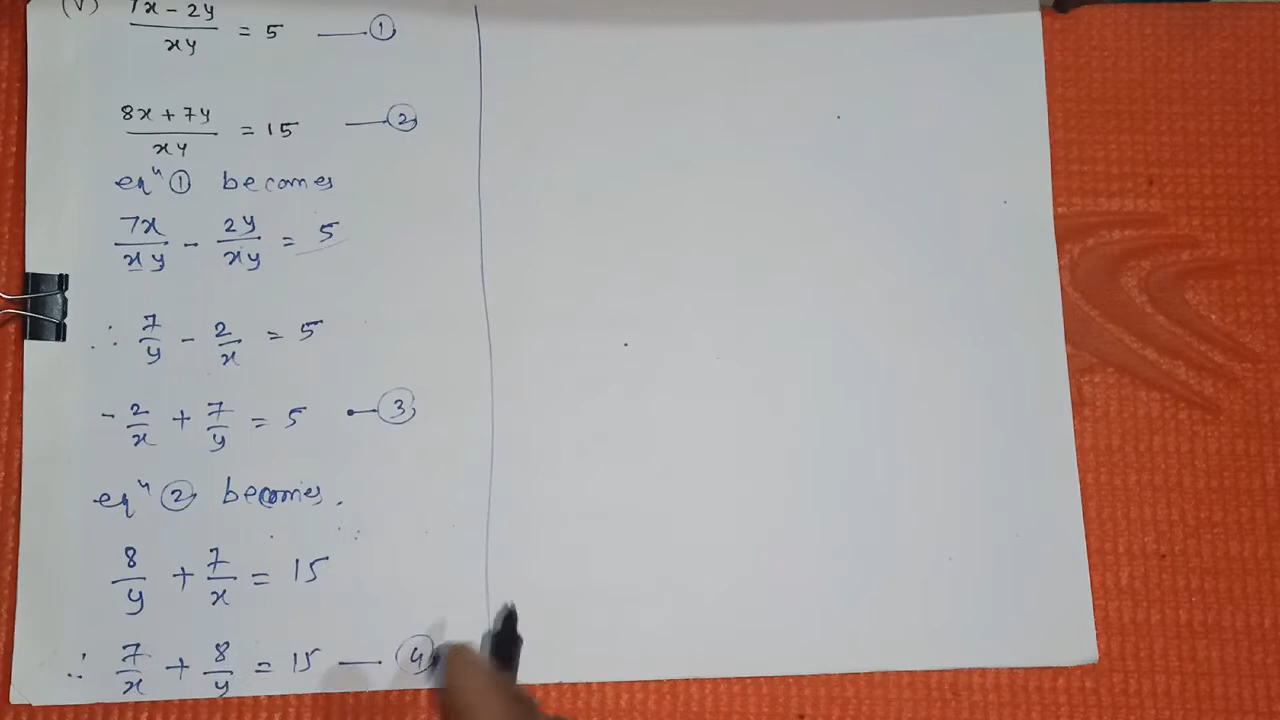 (v) 7x - 2y / xy = 5 — ①
8x + 7y / xy = 15 — ②
eqⁿ ① becomes
7x/xy - 2y/xy = 5
∴ 7/y - 2/x = 5
- 2/x + 7/y = 5 — ③
eqⁿ ② becomes.
8/y + 7/x = 15
∴ 7/x + 8/y = 15 — ④